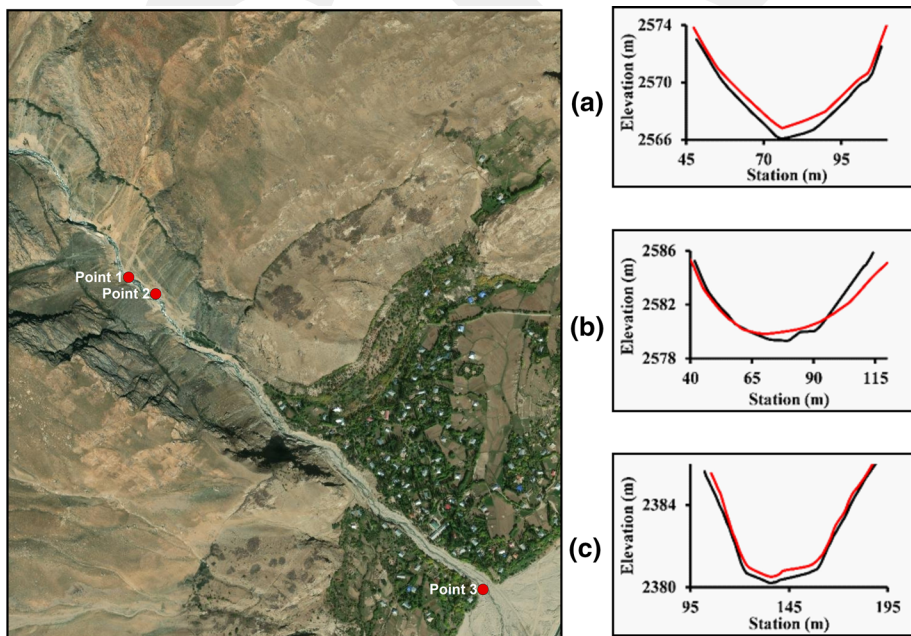 Point 1
Point 2
Point 3
(a)
Elevation (m)
2574
2570
2566
45
70
95
Station (m)
(b)
Elevation (m)
2586
2582
2578
40
65
90
115
Station (m)
(c)
Elevation (m)
2384
2380
95
145
195
Station (m)